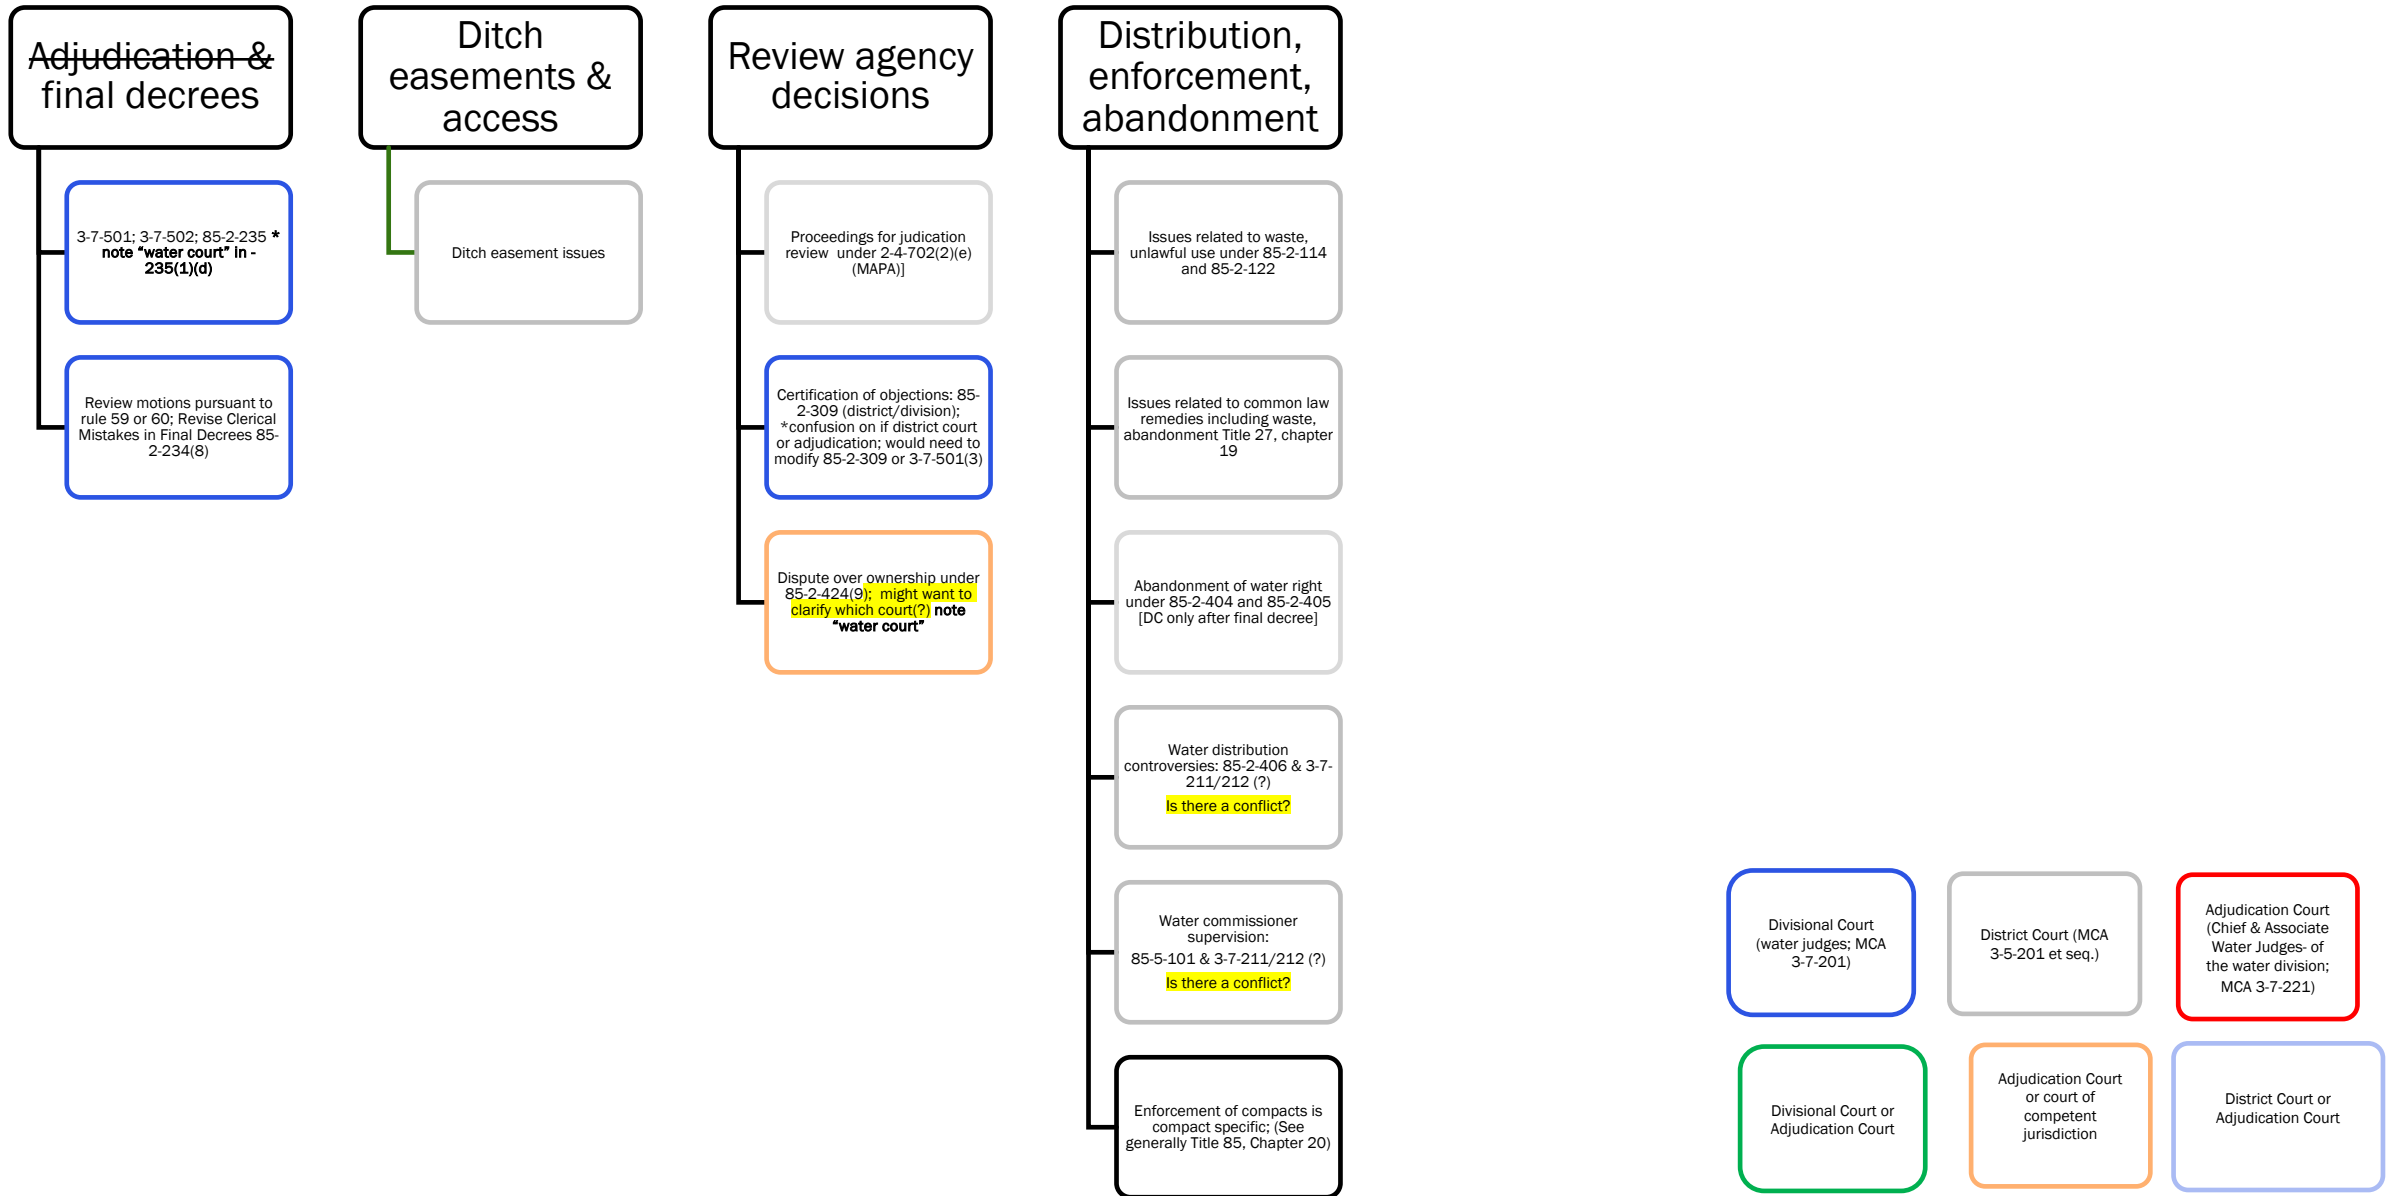 Adjudication &
final decrees
3-7-501; 3-7-502; 85-2-235 *
note “water court” in -
235(1)(d)
Review motions pursuant to
rule 59 or 60; Revise Clerical
Mistakes in Final Decrees 85-
2-234(8)
Ditch
easements &
access
Ditch easement issues
Review agency
decisions
Proceedings for judication
review  under 2-4-702(2)(e)
(MAPA)]
Certification of objections: 85-
2-309 (district/division);
*confusion on if district court
or adjudication; would need to
modify 85-2-309 or 3-7-501(3)
Dispute over ownership under
85-2-424(9);  might want to
clarify which court(?) note
“water court”
Distribution,
enforcement,
abandonment
Issues related to waste,
unlawful use under 85-2-114
and 85-2-122
Issues related to common law
remedies including waste,
abandonment Title 27, chapter
19
Abandonment of water right
under 85-2-404 and 85-2-405
[DC only after final decree]
Water distribution
controversies: 85-2-406 & 3-7-
211/212 (?)
Is there a conflict?
Water commissioner
supervision:
85-5-101 & 3-7-211/212 (?)
Is there a conflict?
Enforcement of compacts is
compact specific; (See
generally Title 85, Chapter 20)
Divisional Court
(water judges; MCA
3-7-201)
District Court (MCA
3-5-201 et seq.)
Adjudication Court
(Chief & Associate
Water Judges- of
the water division;
MCA 3-7-221)
Divisional Court or
Adjudication Court
Adjudication Court
or court of
competent
jurisdiction
District Court or
Adjudication Court